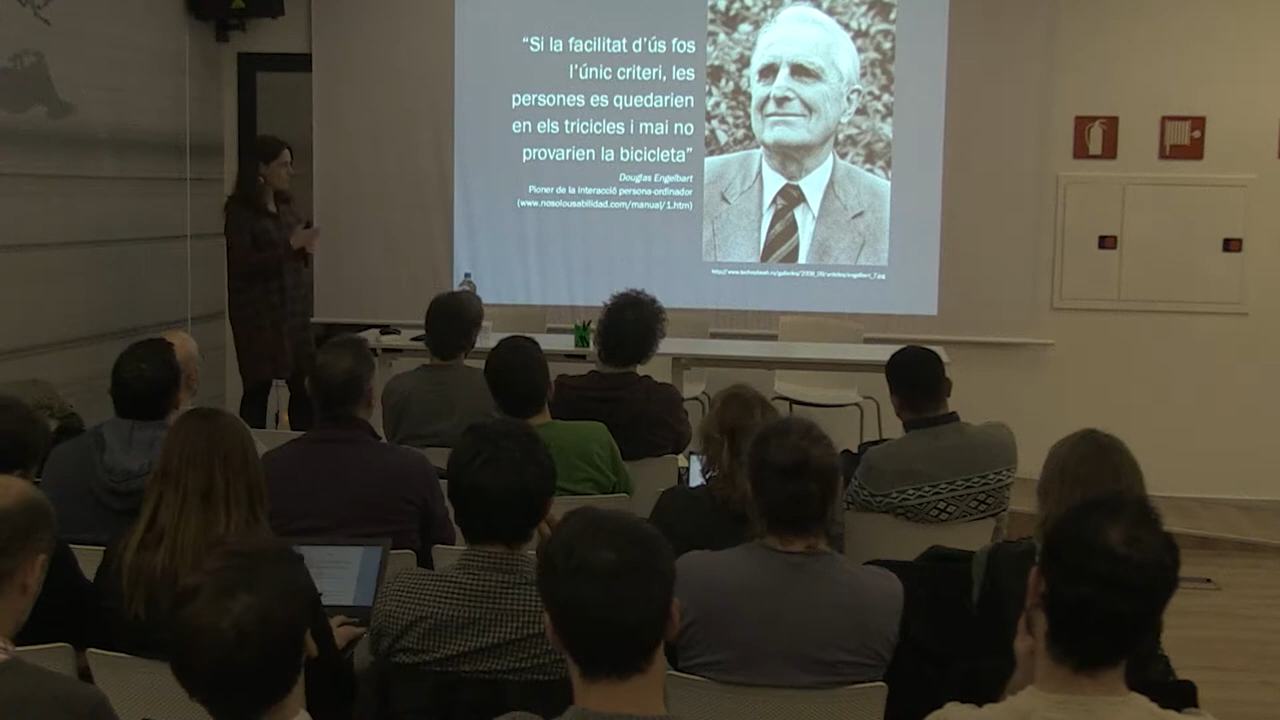 “Si la facilitat d’ús fos
l’únic criteri, les
persones es quedarien
en els tricicles i mai no
provarien la bicicleta”
Douglas Engelbart
Pioner de la interacció persona-ordinador
(www.nosolousabilidad.com/manual/1.htm)